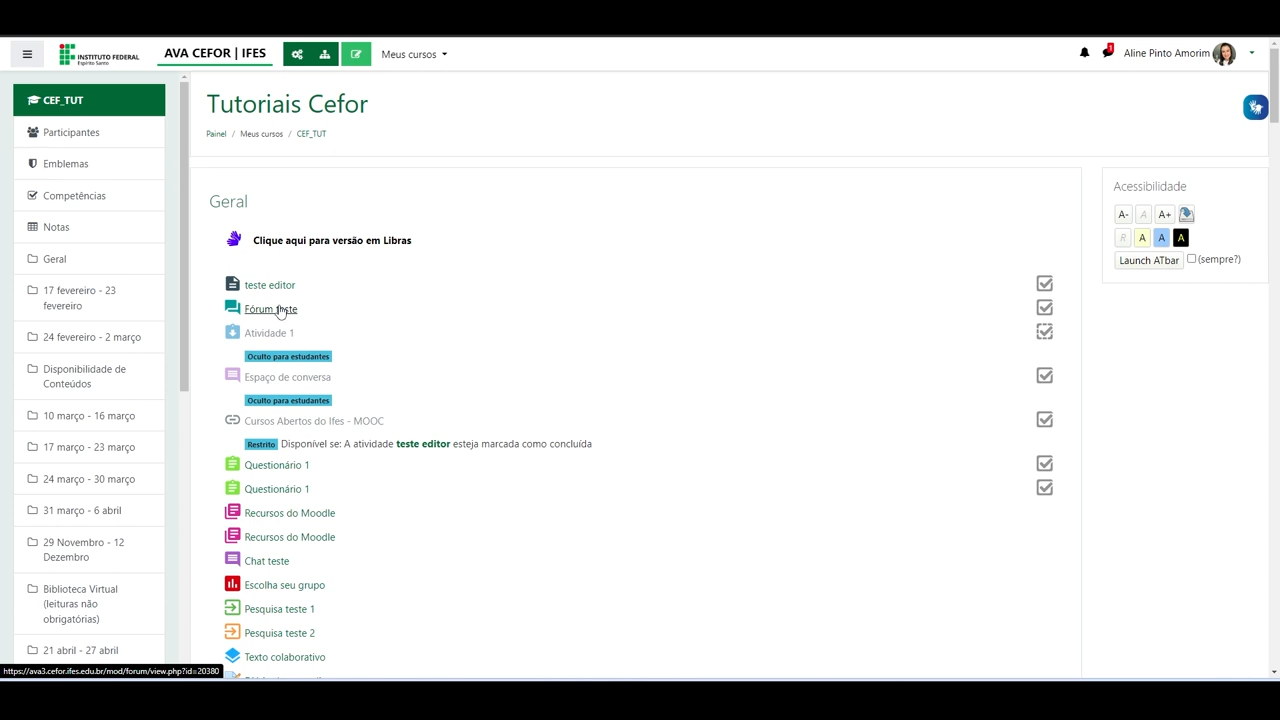 INSTITUTO FEDERAL
Espírito Santo
AVA CEFOR | IFES
Meus cursos
1
Aline Pinto Amorim
CEF_TUT
Participantes
Emblemas
Competências
Notas
Geral
17 fevereiro - 23
fevereiro
24 fevereiro - 2 março
Disponibilidade de
Conteúdos
10 março - 16 março
17 março - 23 março
24 março - 30 março
31 março - 6 abril
29 Novembro - 12
Dezembro
Biblioteca Virtual
(leituras não
obrigatórias)
21 abril - 27 abril
Tutoriais Cefor
Painel / Meus cursos / CEF_TUT
Geral
Clique aqui para versão em Libras
teste editor
Fórum teste
Atividade 1
Oculto para estudantes
Espaço de conversa
Oculto para estudantes
Cursos Abertos do Ifes - MOOC
Restrito Disponível se: A atividade teste editor esteja marcada como concluída
Questionário 1
Questionário 1
Recursos do Moodle
Recursos do Moodle
Chat teste
Escolha seu grupo
Pesquisa teste 1
Pesquisa teste 2
Texto colaborativo
Acessibilidade
A- A A+
R A A A
Launch ATbar (sempre?)
https://ava3.cefor.ifes.edu.br/mod/forum/view.php?id=20380